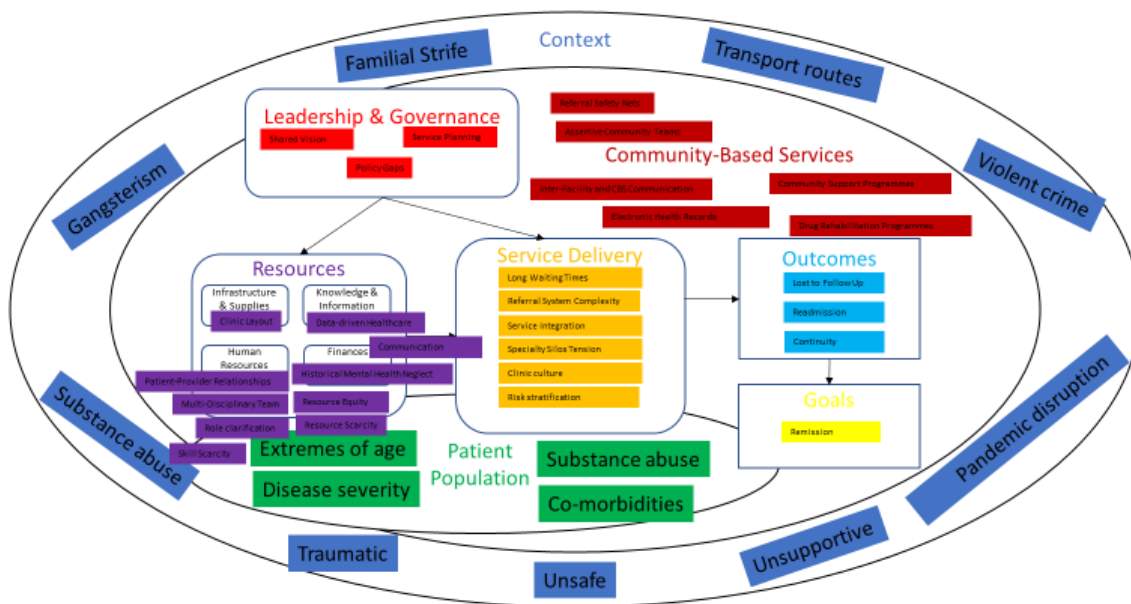 Context
Familial Strife
Transport routes
Gangsterism
Violent crime
Substance abuse
Pandemic disruption
Traumatic
Unsafe
Unsupportive
Leadership & Governance
Shared Vision
Service Planning
Policy Gaps
Referral Safety Nets
Assertive Community Teams
Community-Based Services
Inter-Facility and CBS Communication
Community Support Programmes
Electronic Health Records
Drug Rehabilitation Programmes
Resources
Infrastructure
& Supplies
Clinic Layout
Knowledge &
Information
Data-driven Healthcare
Communication
Human
Resources
Patient-Provider Relationships
Multi-Disciplinary Team
Role clarification
Skill Scarcity
Finances
Historical Mental Health Neglect
Resource Equity
Resource Scarcity
Service Delivery
Long Waiting Times
Referral System Complexity
Service Integration
Specialty Silos Tension
Clinic culture
Risk stratification
Outcomes
Lost to Follow Up
Readmission
Continuity
Goals
Remission
Patient
Population
Extremes of age
Disease severity
Substance abuse
Co-morbidities